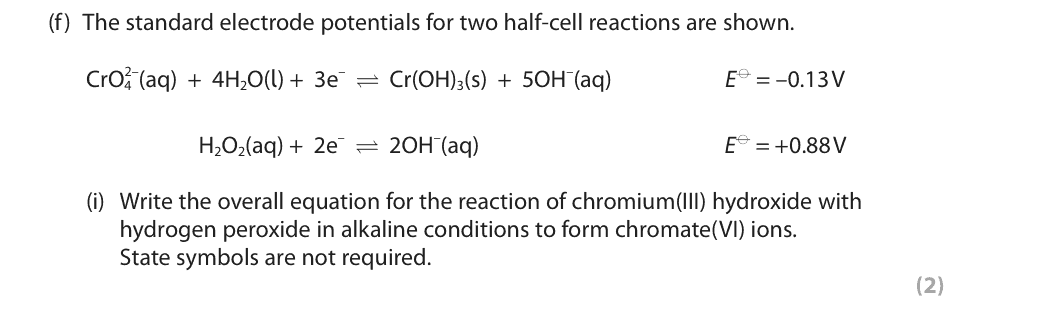 (f) The standard electrode potentials for two half-cell reactions are shown.
CrO₄²⁻(aq) + 4H₂O(l) + 3e⁻ ⇌ Cr(OH)₃(s) + 5OH⁻(aq) E⦵ = –0.13 V
H₂O₂(aq) + 2e⁻ ⇌ 2OH⁻(aq) E⦵ = +0.88 V
(i) Write the overall equation for the reaction of chromium(III) hydroxide with
hydrogen peroxide in alkaline conditions to form chromate(VI) ions.
State symbols are not required.
(2)